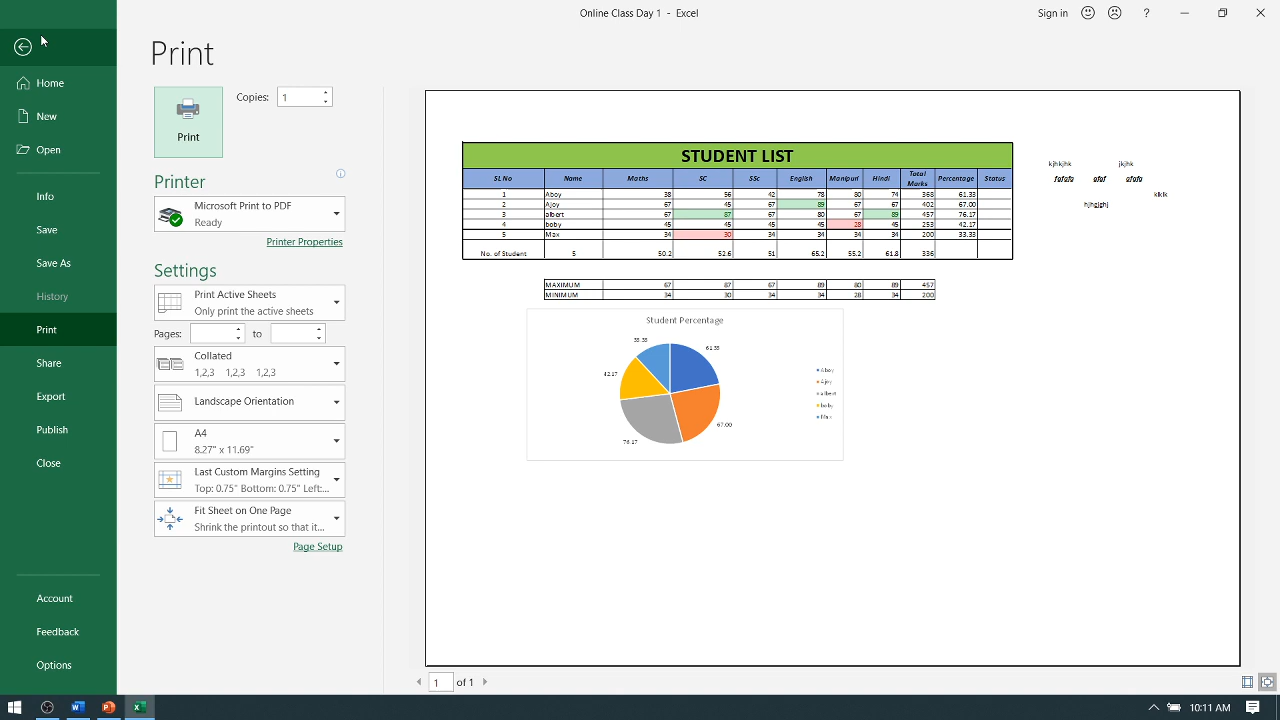 Online Class Day 1 - Excel
Sign in
?
Home
New
Open
Info
Save
Save As
History
Print
Share
Export
Publish
Close
Account
Feedback
Options
Print
Print
Copies: 1
Printer
Microsoft Print to PDF
Ready
Printer Properties
Settings
Print Active Sheets
Only print the active sheets
Pages: to
Collated
1,2,3 1,2,3 1,2,3
Landscape Orientation
A4
8.27" x 11.69"
Last Custom Margins Setting
Top: 0.75" Bottom: 0.75" Left:...
Fit Sheet on One Page
Shrink the printout so that it...
Page Setup
STUDENT LIST
SL No Name Maths SC SSc English Manipuri Hindi Total Marks Percentage Status
1 Aboy 38 56 42 78 80 74 368 61.33
2 Ajoy 67 45 67 89 67 67 402 67.00
3 albert 67 87 67 80 67 89 457 76.17
4 boby 45 45 45 45 28 45 253 42.17
5 Max 34 30 34 34 34 34 200 33.33
No. of Student 5 50.2 52.6 51 65.2 55.2 61.8 336
MAXIMUM 67 87 67 89 80 89 457
MINIMUM 34 30 34 34 28 34 200
kjhkjhk jkjhk
fafafa afaf afafa
klklk
hjhgjghj
Student Percentage
33.33
61.33
42.17
67.00
76.17
Aboy
Ajoy
albert
boby
Max
1 of 1
10:11 AM